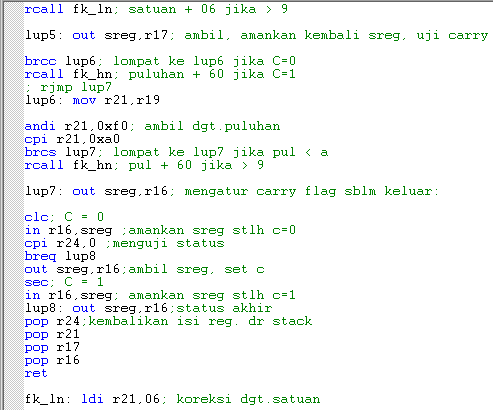 rcall fk_ln; satuan + 06 jika > 9
lup5: out sreg,r17; ambil, amankan kembali sreg, uji carry
brcc lup6; lompat ke lup6 jika C=0
rcall fk_hn; puluhan + 60 jika C=1
; rjmp lup7
lup6: mov r21,r19
andi r21,0xf0; ambil dgt.puluhan
cpi r21,0xa0
brcs lup7; lompat ke lup7 jika pul < a
rcall fk_hn; pul + 60 jika > 9
lup7: out sreg,r16; mengatur carry flag sblm keluar:
clc; C = 0
in r16,sreg ;amankan sreg stlh c=0
cpi r24,0 ;menguji status
breq lup8
out sreg,r16;ambil sreg, set c
sec; C = 1
in r16,sreg; amankan sreg stlh c=1
lup8: out sreg,r16;status akhir
pop r24;kembalikan isi reg. dr stack
pop r21
pop r17
pop r16
ret
fk_ln: ldi r21,06; koreksi dgt.satuan